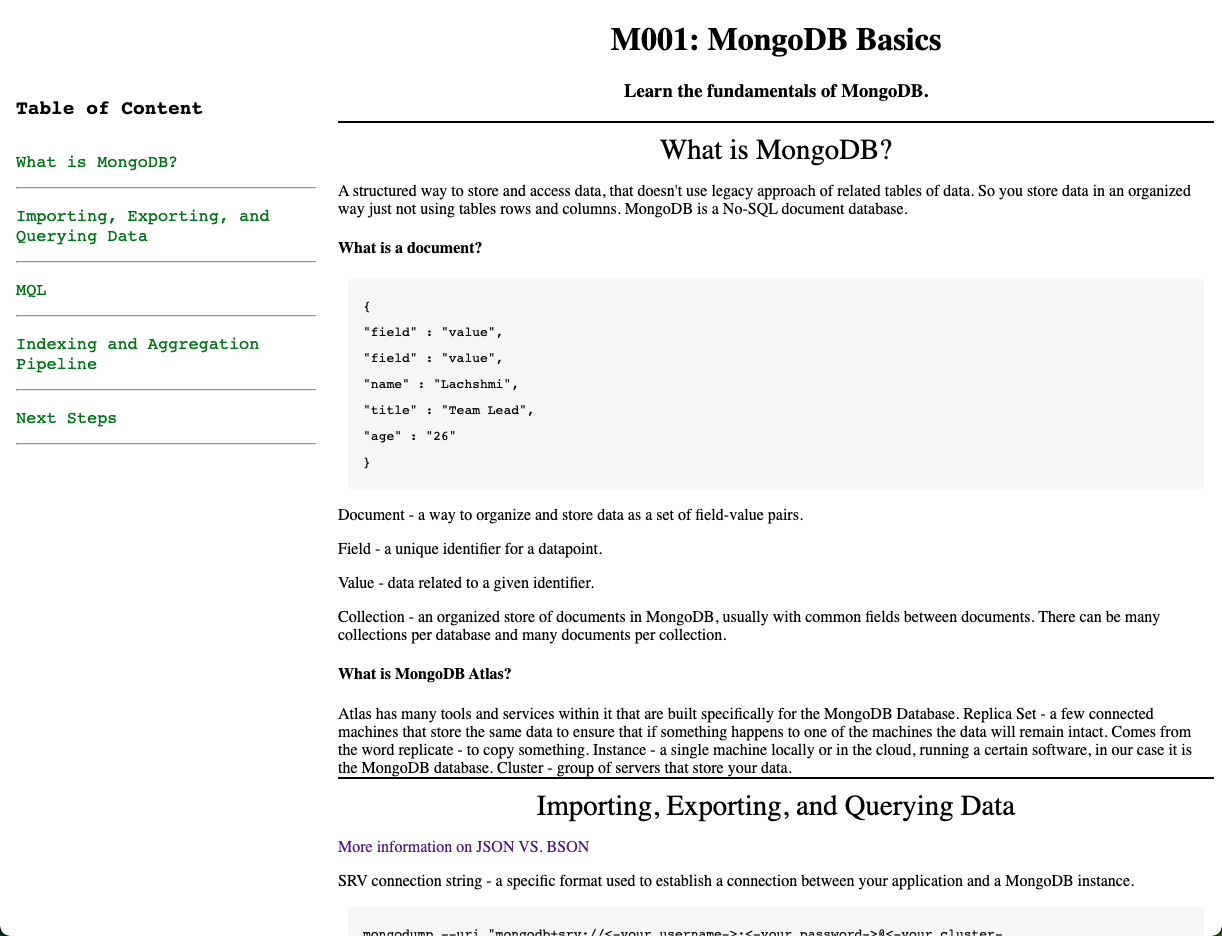 M001: MongoDB Basics
Learn the fundamentals of MongoDB.
Table of Content
What is MongoDB?
Importing, Exporting, and
Querying Data
MQL
Indexing and Aggregation
Pipeline
Next Steps
What is MongoDB?
A structured way to store and access data, that doesn't use legacy approach of related tables of data. So you store data in an organized
way just not using tables rows and columns. MongoDB is a No-SQL document database.
What is a document?
{
"field" : "value",
"field" : "value",
"name" : "Lachshmi",
"title" : "Team Lead",
"age" : "26"
}
Document - a way to organize and store data as a set of field-value pairs.
Field - a unique identifier for a datapoint.
Value - data related to a given identifier.
Collection - an organized store of documents in MongoDB, usually with common fields between documents. There can be many
collections per database and many documents per collection.
What is MongoDB Atlas?
Atlas has many tools and services within it that are built specifically for the MongoDB Database. Replica Set - a few connected
machines that store the same data to ensure that if something happens to one of the machines the data will remain intact. Comes from
the word replicate - to copy something. Instance - a single machine locally or in the cloud, running a certain software, in our case it is
the MongoDB database. Cluster - group of servers that store your data.
Importing, Exporting, and Querying Data
More information on JSON VS. BSON
SRV connection string - a specific format used to establish a connection between your application and a MongoDB instance.
mongodump --uri "mongodb+srv://<-your username->:<-your password->@<-your cluster-